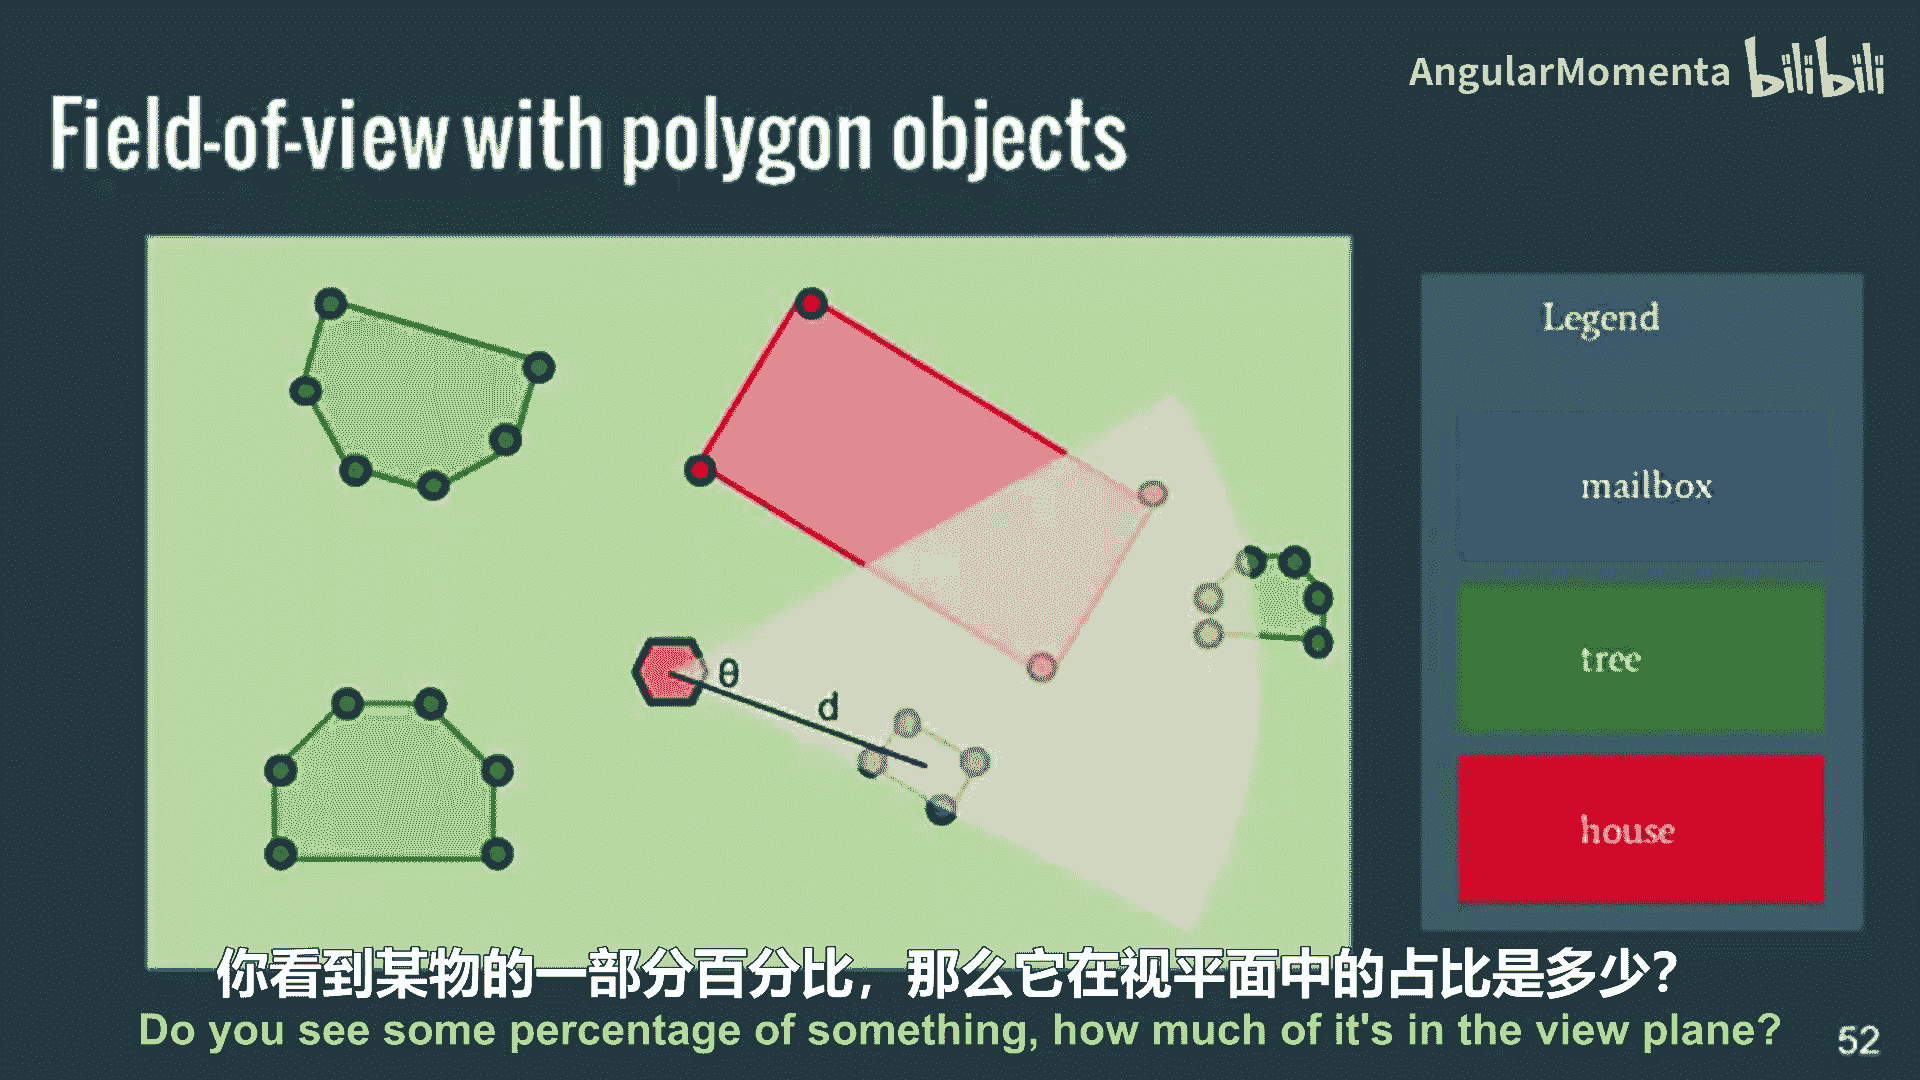 AngularMomenta bilibili
Field-of-view with polygon objects
Legend
mailbox
tree
house
θ
d
你看到某物的一部分百分比，那么它在视平面中的占比是多少？
Do you see some percentage of something, how much of it's in the view plane?
52